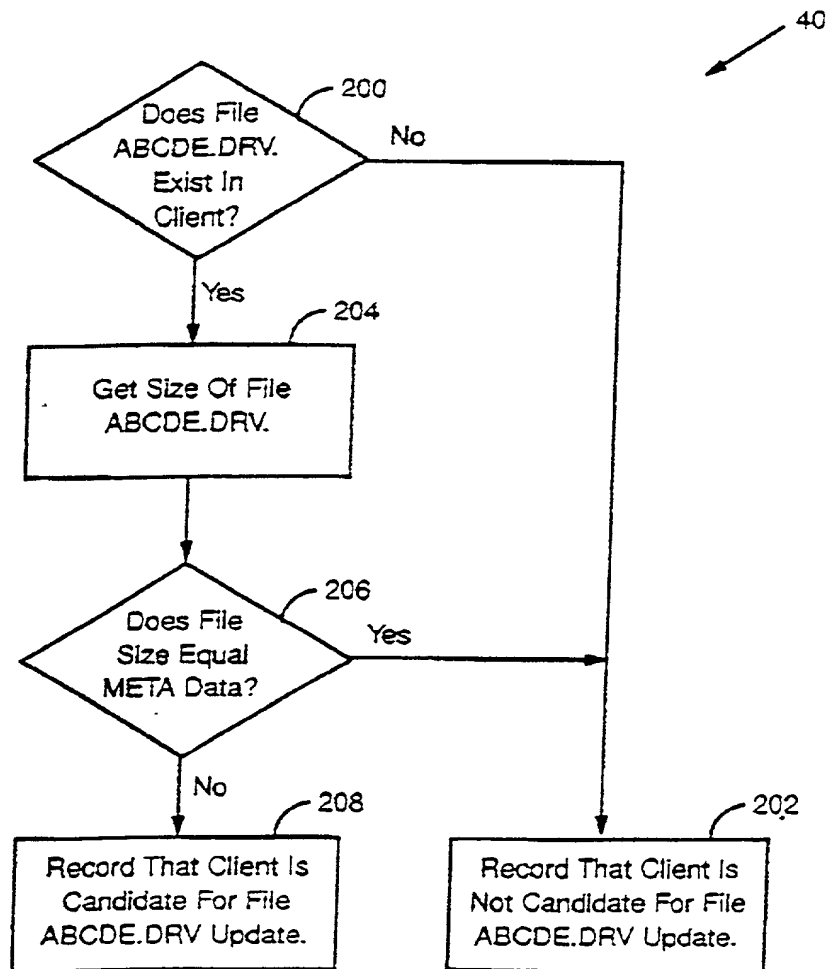 40
200
Does File
ABCDE.DRV.
Exist In
Client?
No
Yes
204
Get Size Of File
ABCDE.DRV.
206
Does File
Size Equal
META Data?
Yes
No
208
Record That Client Is
Candidate For File
ABCDE.DRV Update.
202
Record That Client Is
Not Candidate For File
ABCDE.DRV Update.